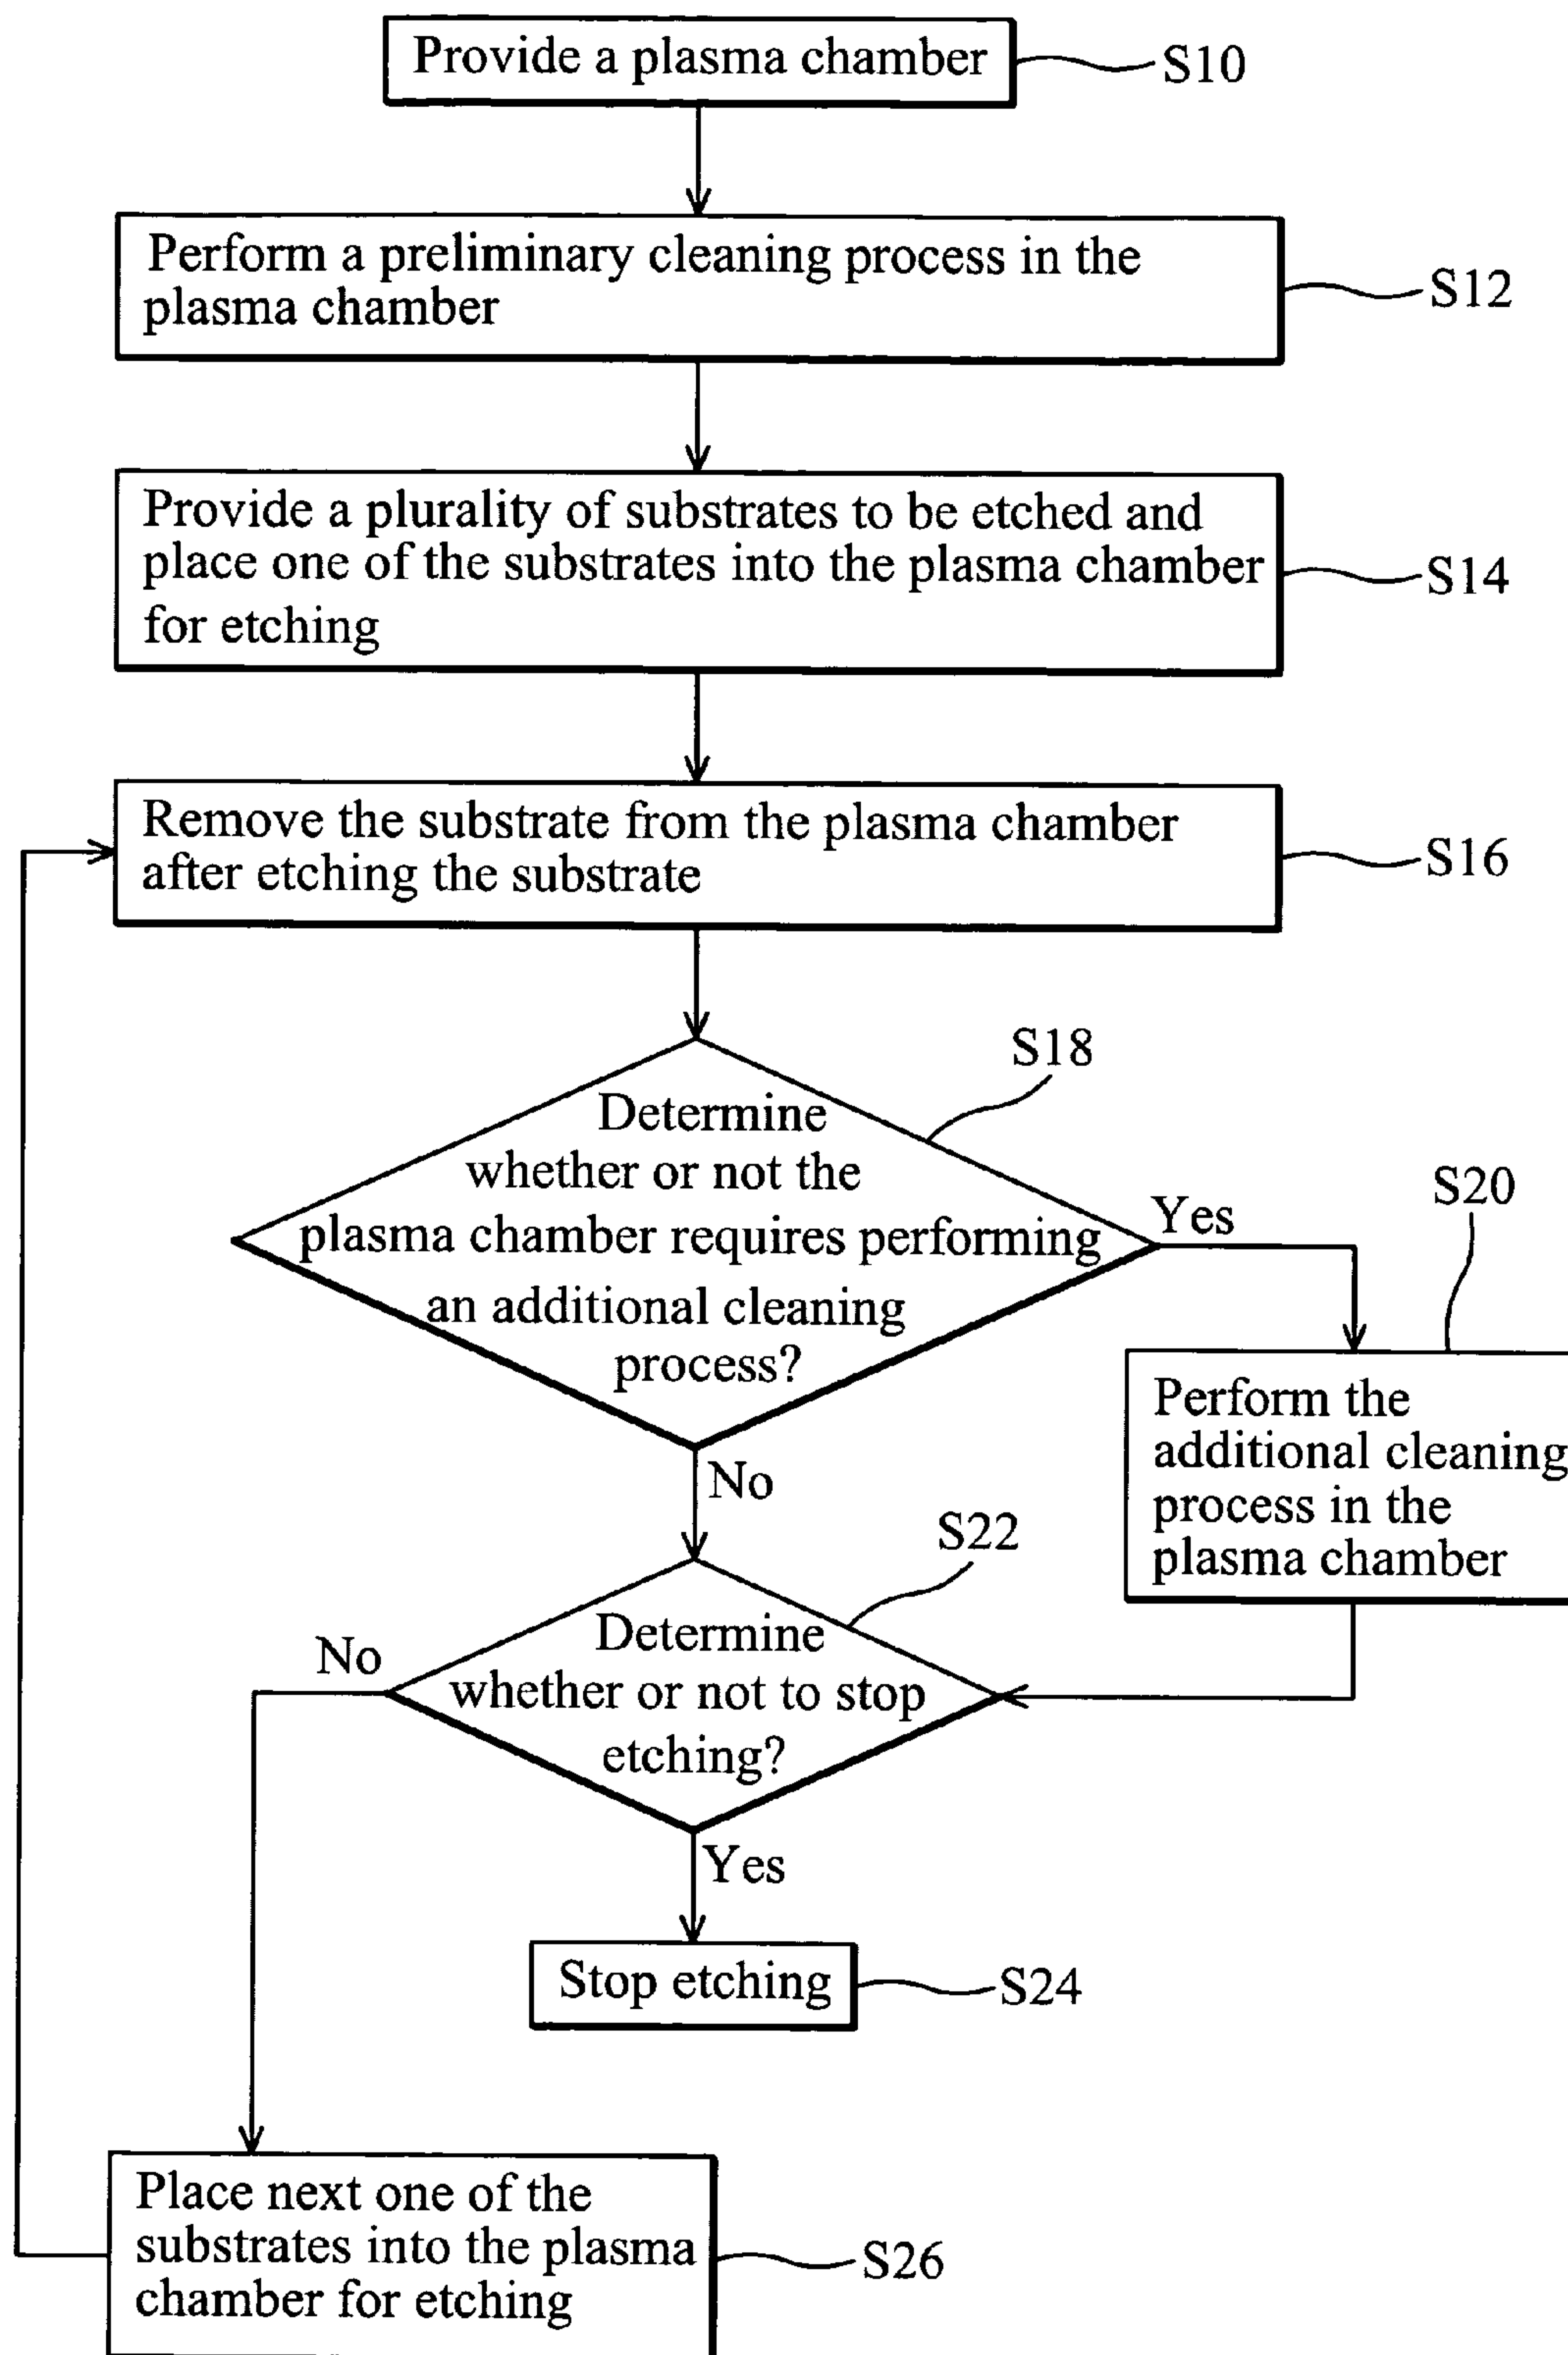 Provide a plasma chamber
S10
Perform a preliminary cleaning process in the
plasma chamber
S12
Provide a plurality of substrates to be etched and
place one of the substrates into the plasma chamber
for etching
S14
Remove the substrate from the plasma chamber
after etching the substrate
S16
S18
Determine
whether or not the
plasma chamber requires performing
an additional cleaning
process?
Yes
S20
Perform the
additional cleaning
process in the
plasma chamber
No
S22
Determine
whether or not to stop
etching?
No
Yes
Stop etching
S24
Place next one of the
substrates into the plasma
chamber for etching
S26